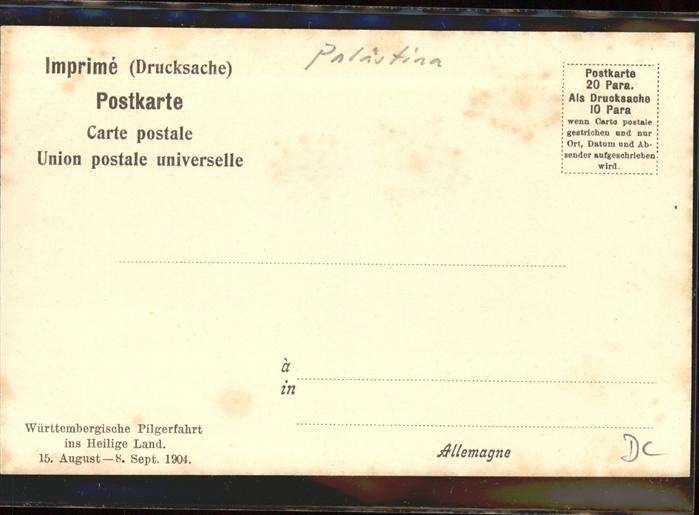 Imprimé (Drucksache)
Postkarte
Carte postale
Union postale universelle
Palästina
Postkarte
20 Para.
Als Drucksache
10 Para
wenn Carte postale
gestrichen und nur
Ort, Datum und Ab-
sender aufgeschrieben
wird.
à
in
Württembergische Pilgerfahrt
ins Heilige Land.
15. August—8. Sept. 1904.
Allemagne
DC